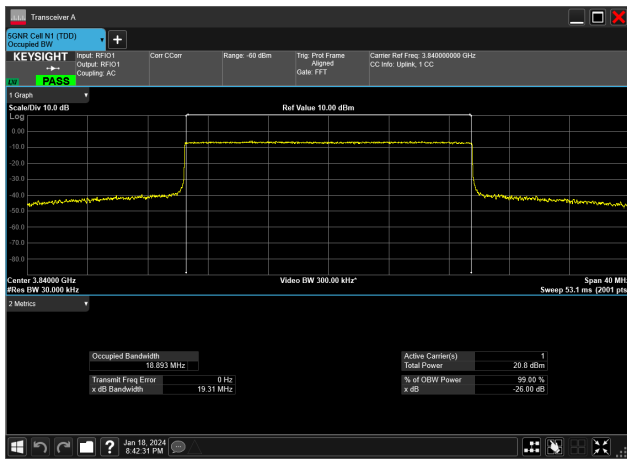 Transceiver A
5GNR Cell N1 (TDD)
Occupied BW
KEYSIGHT
LXI
PASS
Input: RFIO1
Output: RFIO1
Coupling: AC
Corr CCorr
Range: -60 dBm
Trig: Prot Frame
Aligned
Gate: FFT
Carrier Ref Freq: 3.840000000 GHz
CC Info: Uplink, 1 CC
1 Graph
Scale/Div 10.0 dB
Ref Value 10.00 dBm
Log
0.00
-10.0
-20.0
-30.0
-40.0
-50.0
-60.0
-70.0
-80.0
Center 3.84000 GHz
Video BW 300.00 kHz*
Span 40 MHz
#Res BW 30.000 kHz
Sweep 53.1 ms (2001 pts
2 Metrics
Occupied Bandwidth
18.893 MHz
Transmit Freq Error 0 Hz
x dB Bandwidth 19.31 MHz
Active Carrier(s) 1
Total Power 20.8 dBm
% of OBW Power 99.00 %
x dB -26.00 dB
Jan 18, 2024
8:42:31 PM